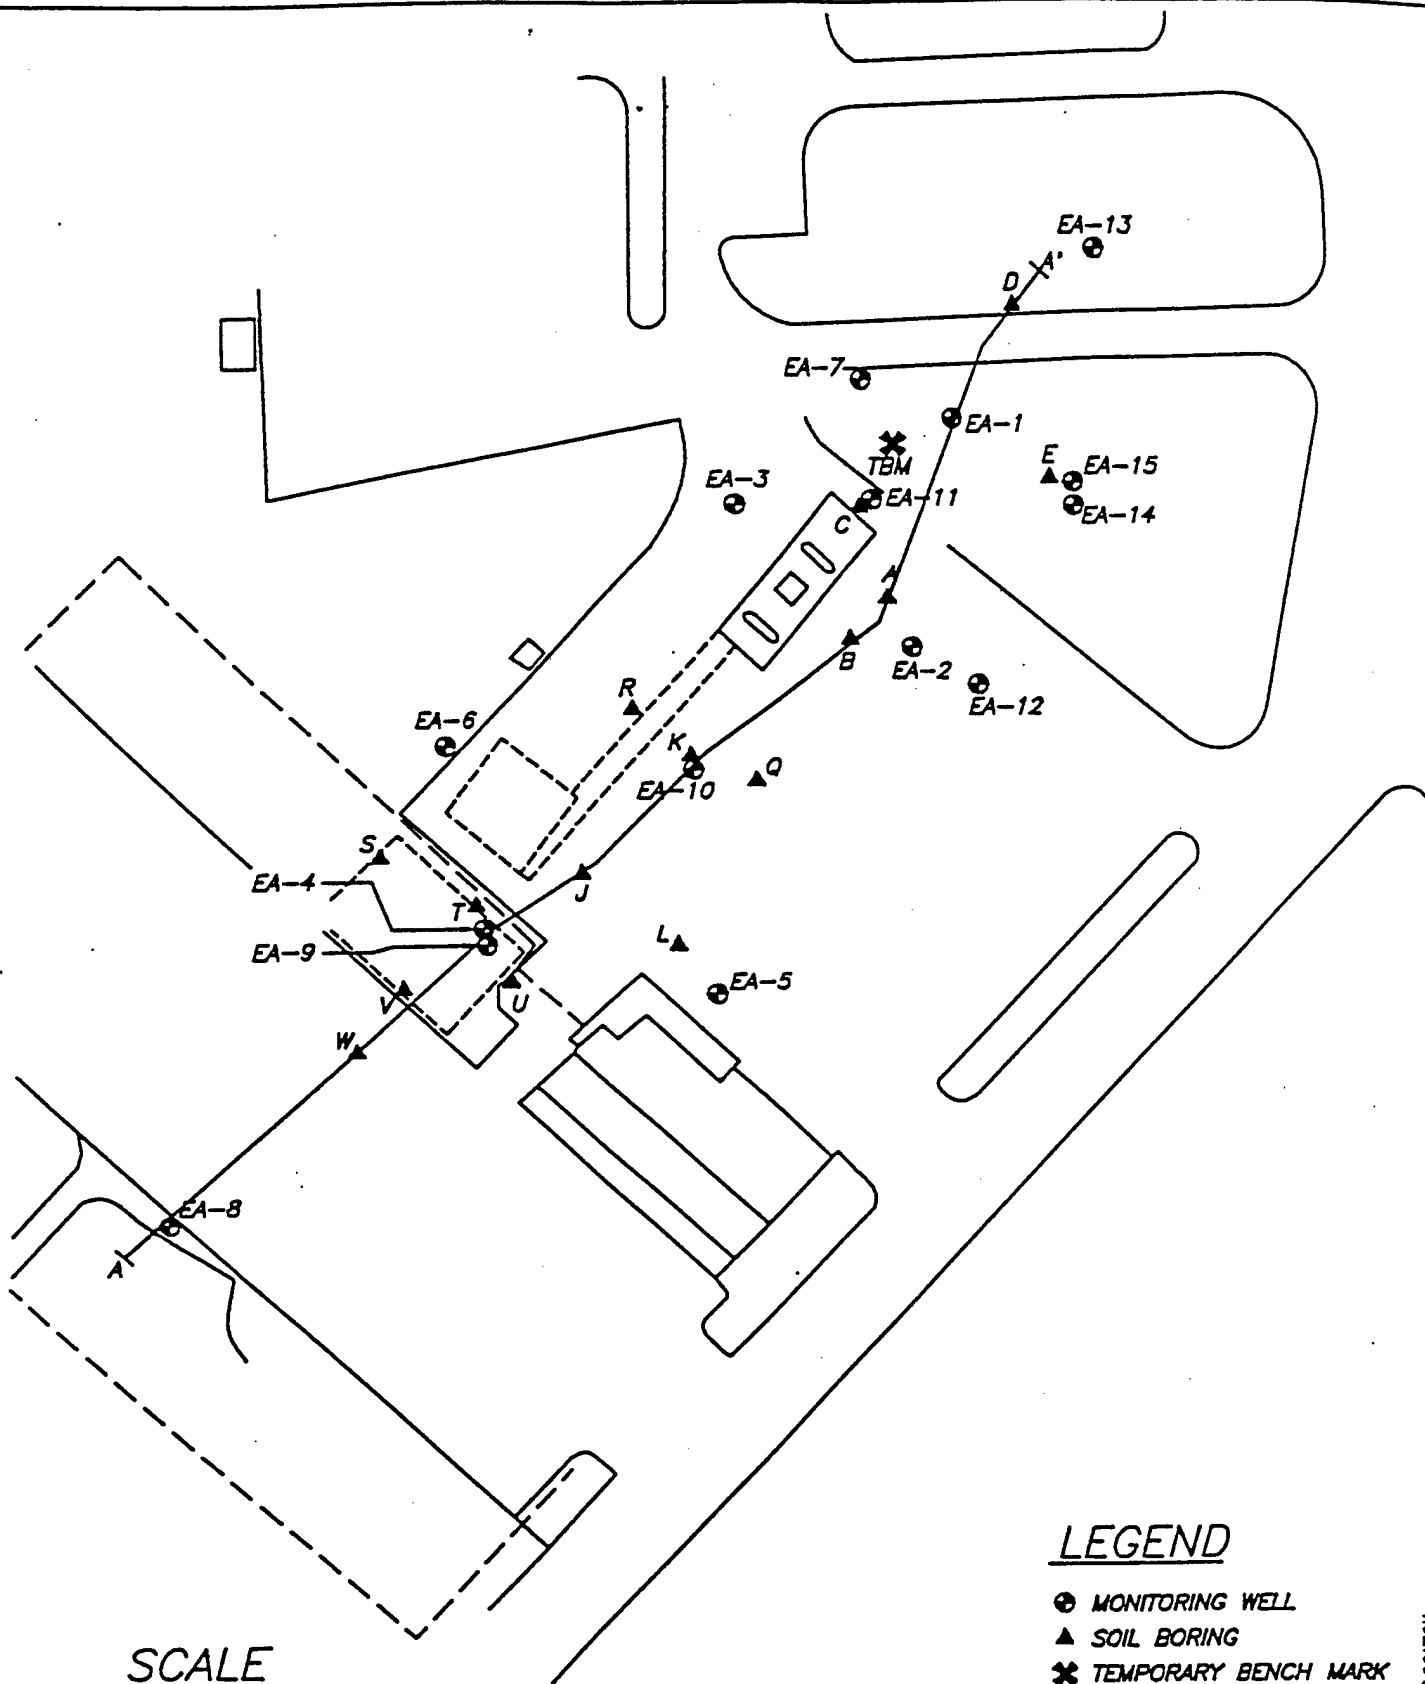 EA-13
A'
D
EA-7
EA-1
TBM
E
EA-15
EA-3
EA-11
EA-14
C
A
B
EA-2
R
EA-12
EA-6
K
Q
EA-10
S
EA-4
J
T
L
EA-9
EA-5
V
U
W
EA-8
A
LEGEND
MONITORING WELL
SOIL BORING
SCALE
TEMPORARY BENCH MARK